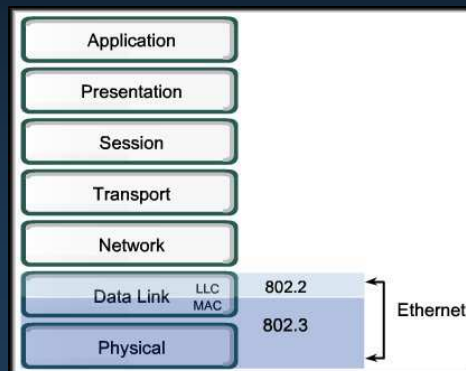 Application
Presentation
Session
Transport
Network
Data Link LLC 802.2
MAC
802.3
Ethernet
Physical